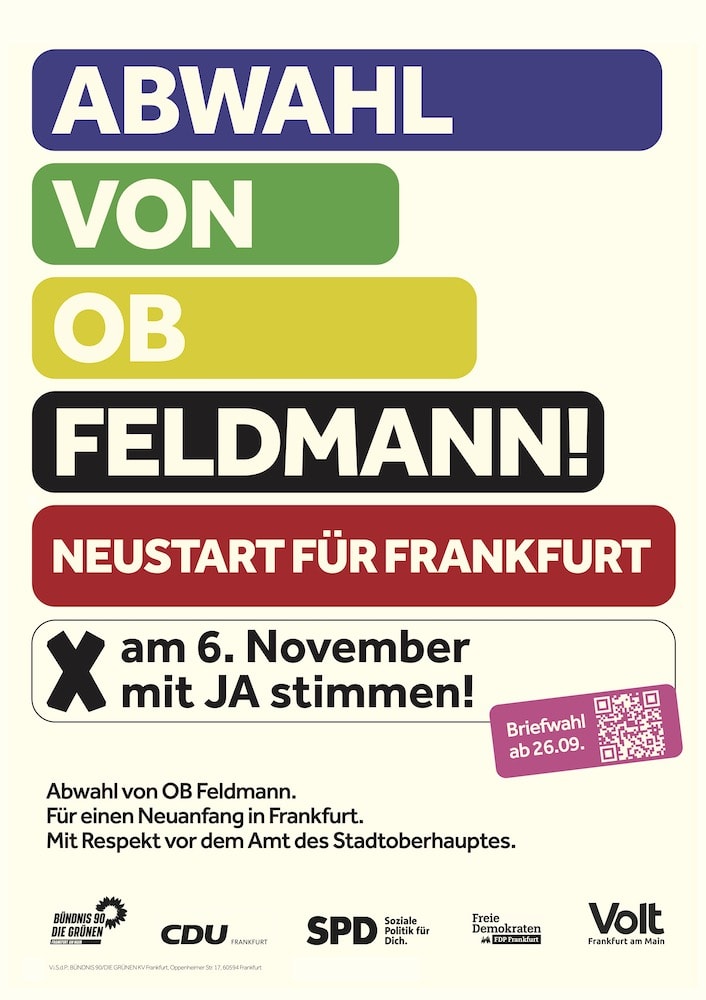 ABWAHL
VON
OB
FELDMANN!
NEUSTART FÜR FRANKFURT
X am 6. November
mit JA stimmen!
Briefwahl
ab 26.09.
Abwahl von OB Feldmann.
Für einen Neuanfang in Frankfurt.
Mit Respekt vor dem Amt des Stadtoberhauptes.
BÜNDNIS 90
DIE GRÜNEN
FRANKFURT AM MAIN
CDU FRANKFURT
SPD
Soziale
Politik für
Dich.
Freie
Demokraten
FDP Frankfurt
Volt
Frankfurt am Main
V.i.S.d.P.: BÜNDNIS 90/DIE GRÜNEN KV Frankfurt, Oppenheimer Str. 17, 60594 Frankfurt